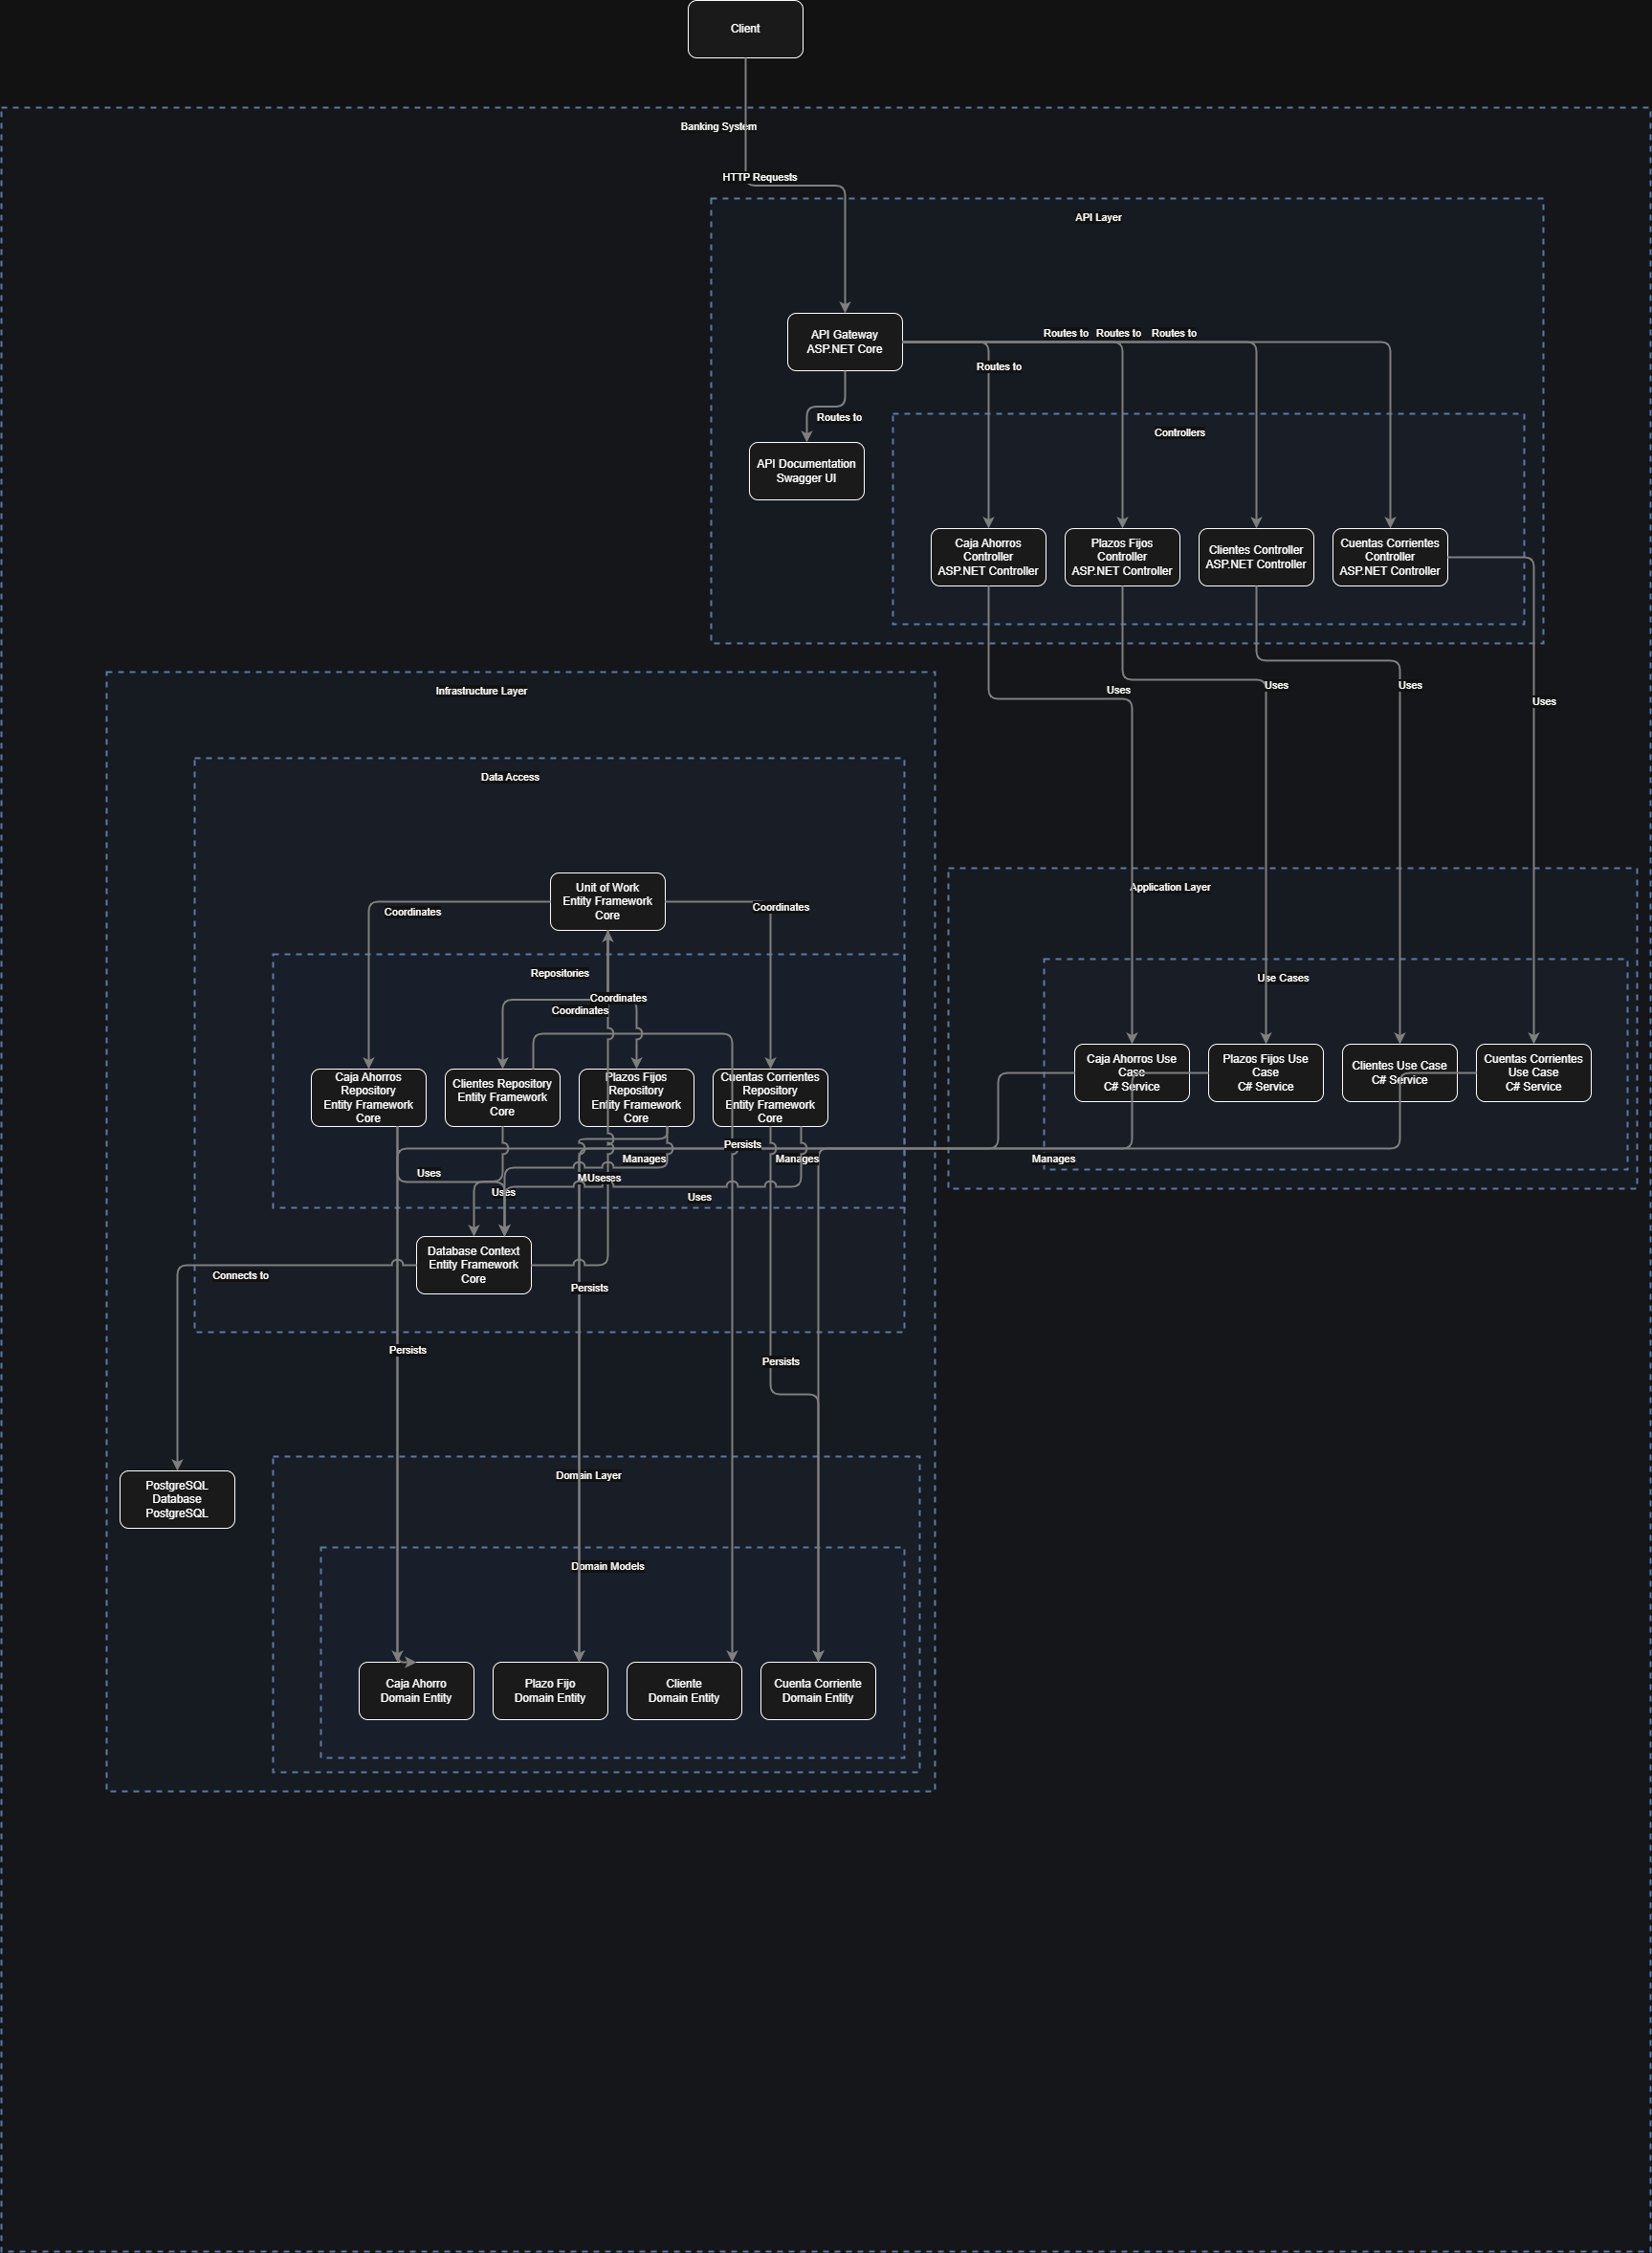 Client
Banking System
HTTP Requests
API Layer
API Gateway
ASP.NET Core
Routes to
Routes to
Routes to
Routes to
Routes to
API Documentation
Swagger UI
Controllers
Caja Ahorros
Controller
ASP.NET Controller
Plazos Fijos
Controller
ASP.NET Controller
Clientes Controller
ASP.NET Controller
Cuentas Corrientes
Controller
ASP.NET Controller
Uses
Uses
Uses
Uses
Infrastructure Layer
Data Access
Unit of Work
Entity Framework
Core
Coordinates
Coordinates
Repositories
Coordinates
Coordinates
Caja Ahorros
Repository
Entity Framework
Core
Clientes Repository
Entity Framework
Core
Plazos Fijos
Repository
Entity Framework
Core
Cuentas Corrientes
Repository
Entity Framework
Core
Application Layer
Use Cases
Caja Ahorros Use
Case
C# Service
Plazos Fijos Use
Case
C# Service
Clientes Use Case
C# Service
Cuentas Corrientes
Use Case
C# Service
Persists
Manages
Manages
Manages
Uses
Uses
Uses
Database Context
Entity Framework
Core
Connects to
Persists
Persists
Persists
PostgreSQL
Database
PostgreSQL
Domain Layer
Domain Models
Caja Ahorro
Domain Entity
Plazo Fijo
Domain Entity
Cliente
Domain Entity
Cuenta Corriente
Domain Entity